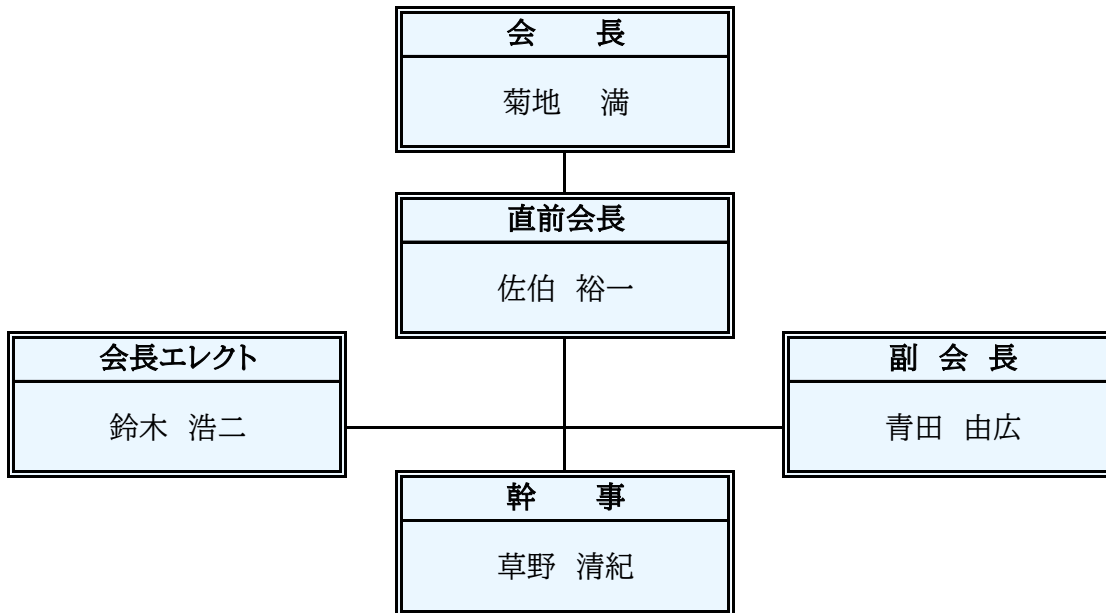 会　　長
菊地　満
直前会長
佐伯　裕一
会長エレクト
鈴木　浩二
副　会　長
青田　由広
幹　　事
草野　清紀